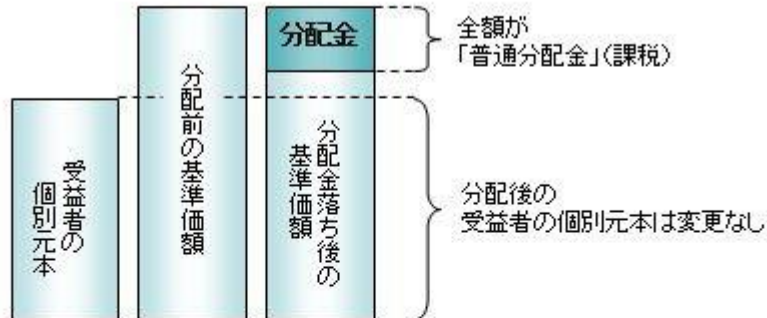 受益者の
個別元本
分配前の基準価額
分配金
分配金落ち後の
基準価額
全額が
「普通分配金」(課税)
分配後の
受益者の個別元本は変更なし